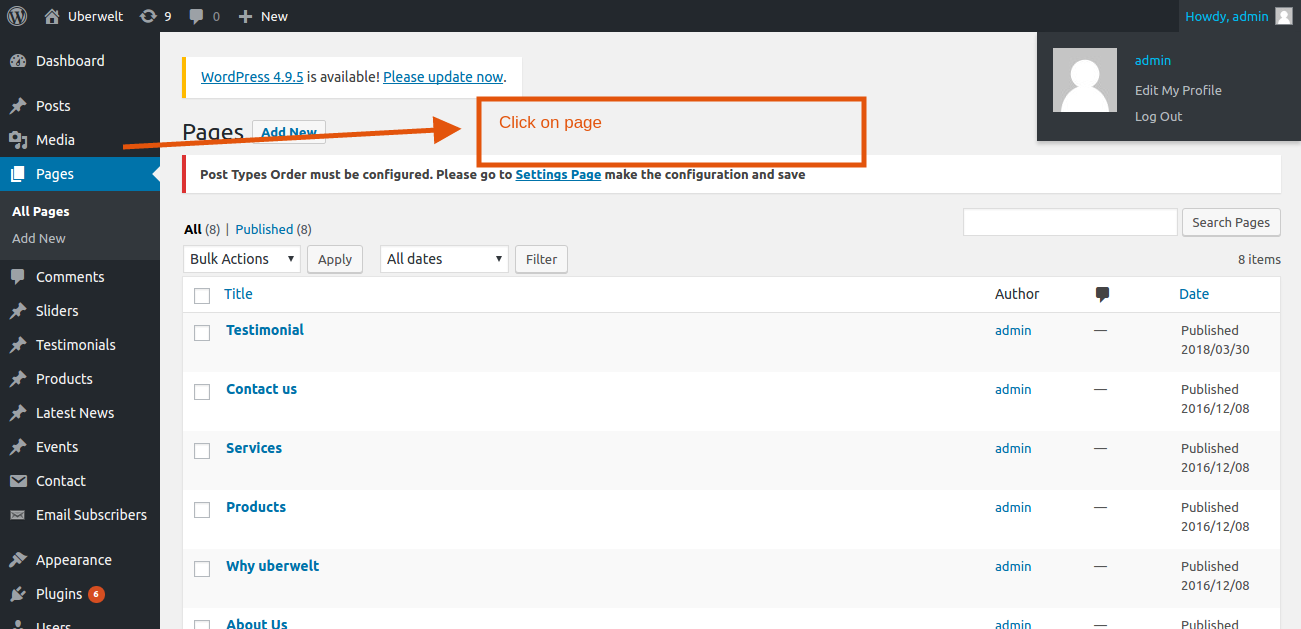 Uberwelt 9 0 New Howdy, admin
admin
Edit My Profile
Log Out
Dashboard
Posts
Media
Pages
All Pages
Add New
Comments
Sliders
Testimonials
Products
Latest News
Events
Contact
Email Subscribers
Appearance
Plugins 6
Users
WordPress 4.9.5 is available! Please update now.
Pages Add New
Click on page
Post Types Order must be configured. Please go to Settings Page make the configuration and save
All (8) | Published (8)
Search Pages
Bulk Actions Apply All dates Filter 8 items
Title Author Date
Testimonial admin — Published
2018/03/30
Contact us admin — Published
2016/12/08
Services admin — Published
2016/12/08
Products admin — Published
2016/12/08
Why uberwelt admin — Published
2016/12/08
About Us admin — Published